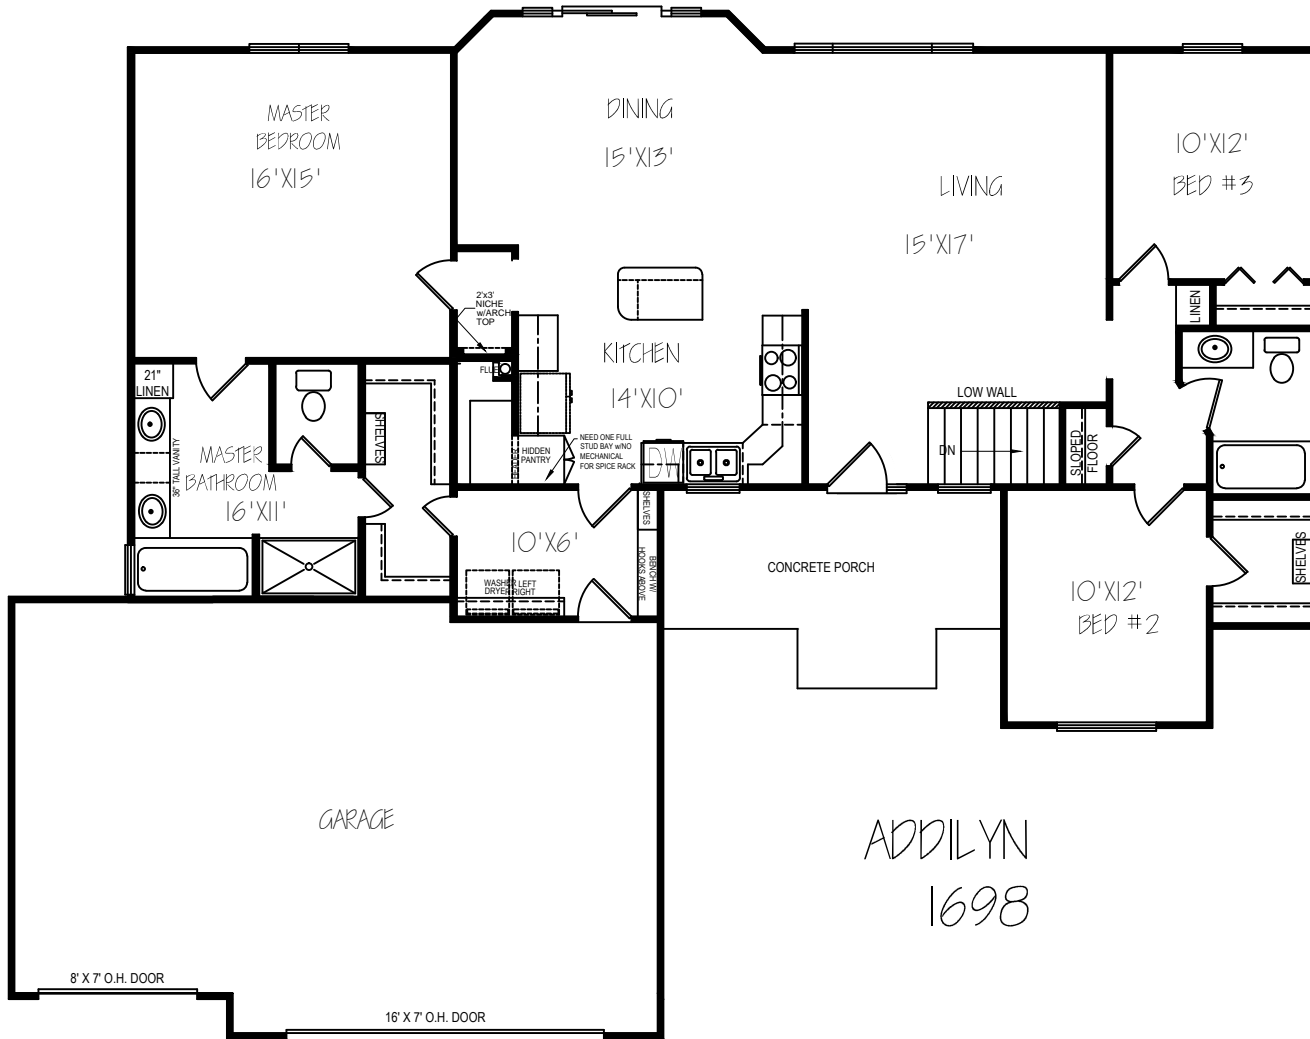 MASTER
BEDROOM
16'X15'
DINING
15'X13'
LIVING
15'X17'
10'X12'
BED #3
LINEN
2'x3'
NICHE
w/ARCH
TOP
FLUE
KITCHEN
14'X10'
21"
LINEN
36" TALL VANITY
MASTER
BATHROOM
16'X11'
SHELVES
HIDDEN
PANTRY
NEED ONE FULL
STUD BAY w/NO
MECHANICAL
FOR SPICE RACK
DW
LOW WALL
DN
SLOPED
FLOOR
10'X6'
SHELVES
BENCH W/
HOOKS ABOVE
WASHER LEFT
DRYER RIGHT
CONCRETE PORCH
10'X12'
BED #2
SHELVES
GARAGE
ADDILYN
1698
8' X 7' O.H. DOOR
16' X 7' O.H. DOOR